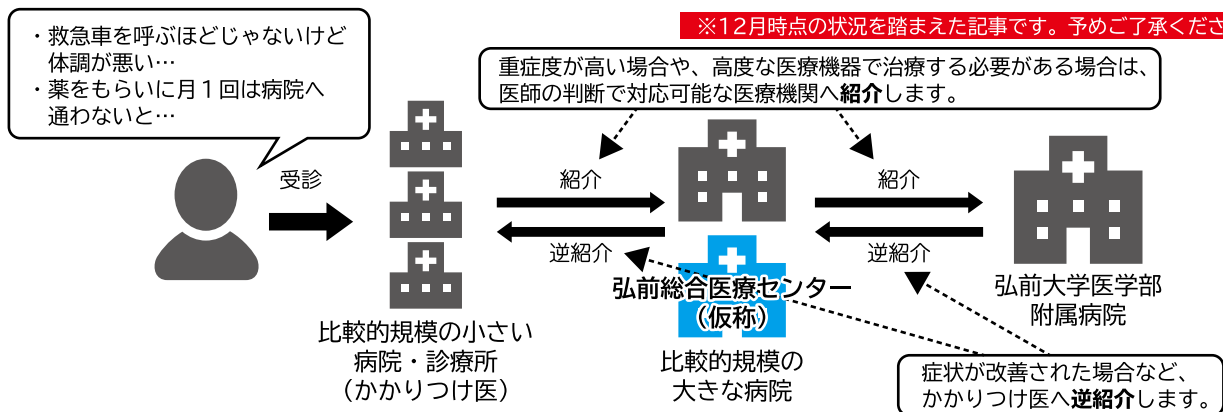 ※12月時点の状況を踏まえた記事です。予めご了承くださ
・救急車を呼ぶほどじゃないけど
体調が悪い…
・薬をもらいに月１回は病院へ
通わないと…
重症度が高い場合や、高度な医療機器で治療する必要がある場合は、
医師の判断で対応可能な医療機関へ紹介します。
受診
紹介
逆紹介
紹介
逆紹介
比較的規模の小さい
病院・診療所
（かかりつけ医）
弘前総合医療センター
（仮称）
比較的規模の
大きな病院
弘前大学医学部
附属病院
症状が改善された場合など、
かかりつけ医へ逆紹介します。